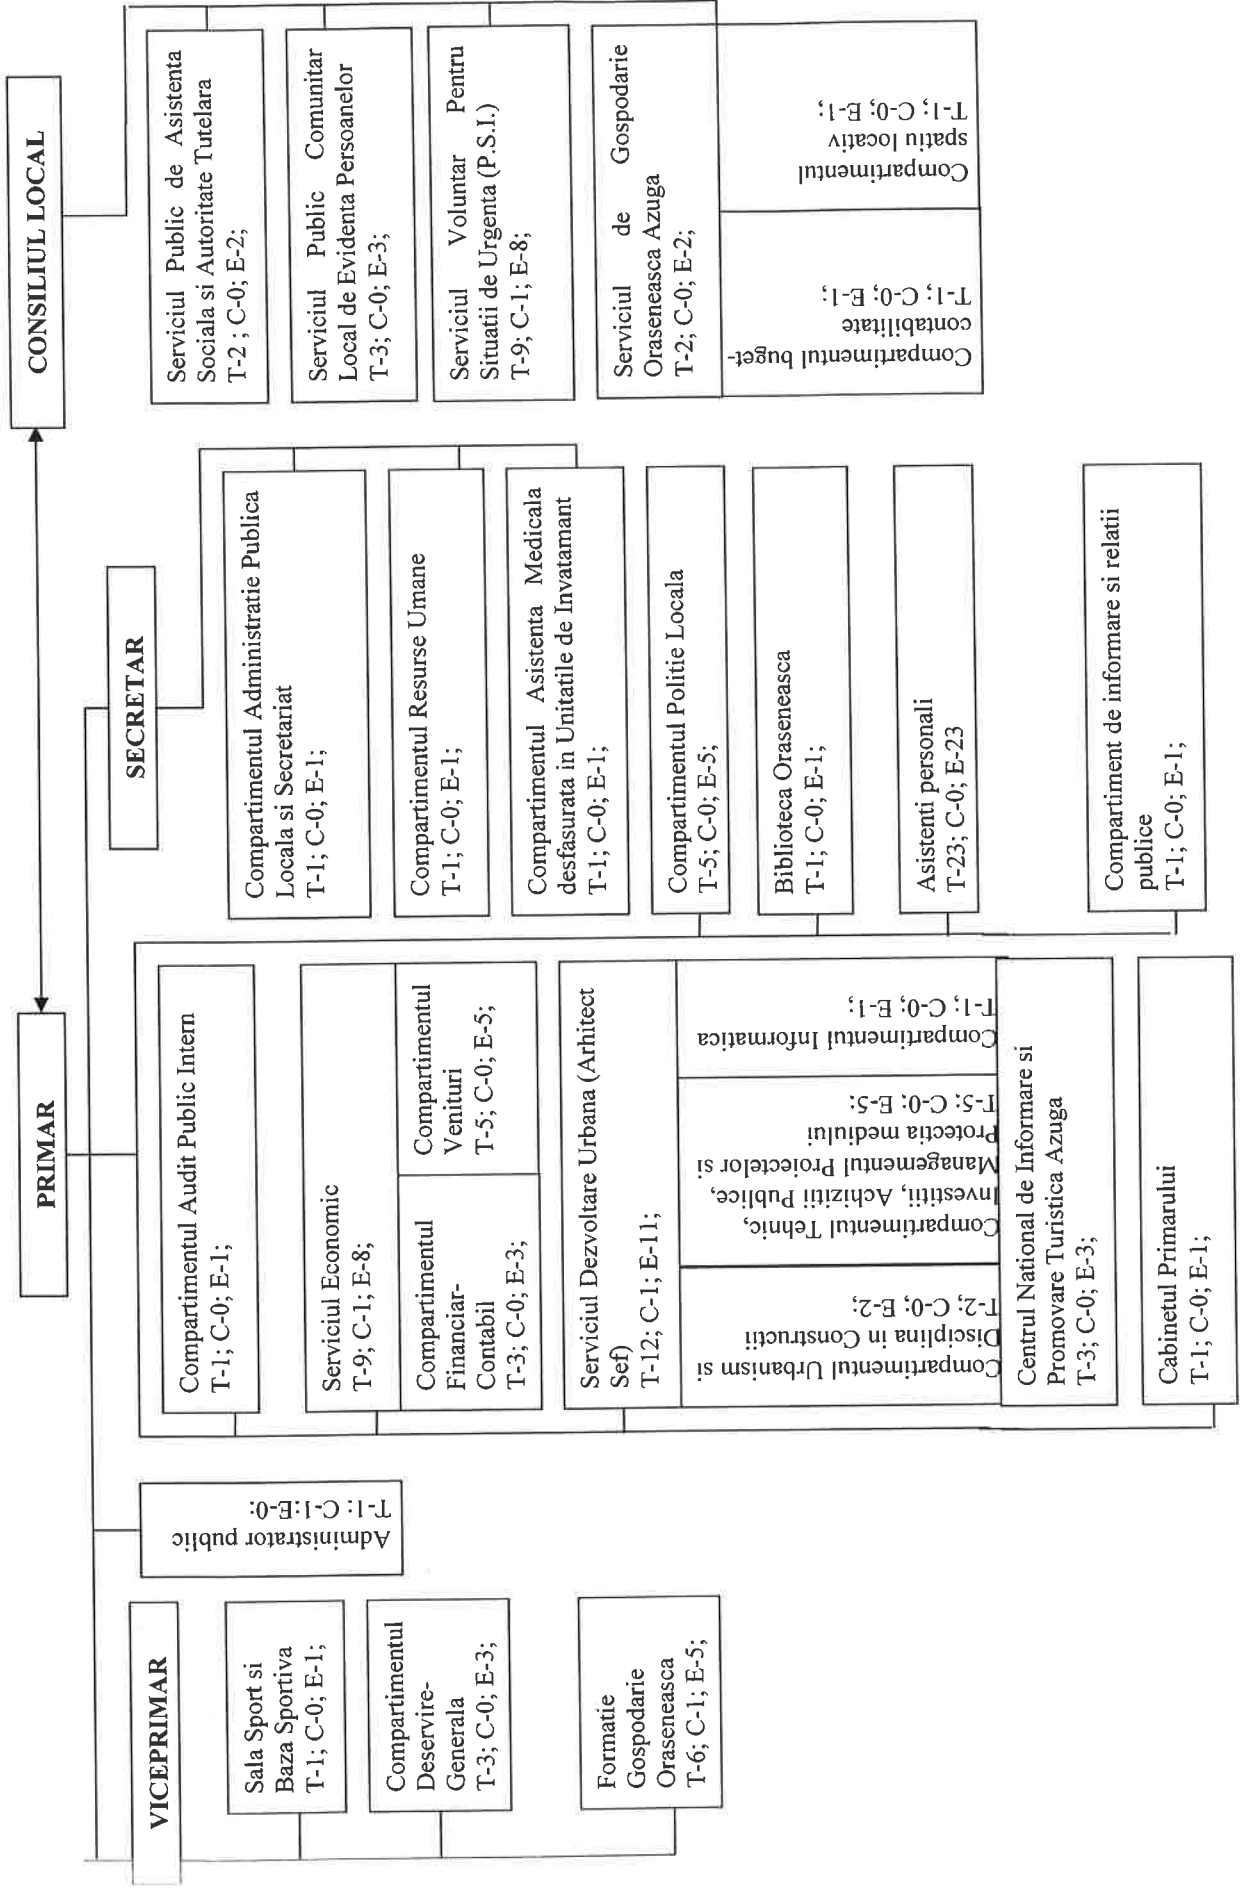 PRIMAR
CONSILIUL LOCAL
VICEPRIMAR
SECRETAR
Administrator public
T-1: C-1:E-0:
Sala Sport si
Baza Sportiva
T-1; C-0; E-1;
Compartimentul
Deservire-
Generala
T-3; C-0; E-3;
Formatie
Gospodarie
Oraseneasca
T-6; C-1; E-5;
Compartimentul Audit Public Intern
T-1; C-0; E-1;
Serviciul Economic
T-9; C-1; E-8;
Compartimentul
Financiar-
Contabil
T-3; C-0; E-3;
Compartimentul
Venituri
T-5; C-0; E-5;
Serviciul Dezvoltare Urbana (Arhitect
Sef)
T-12; C-1; E-11;
Compartimentul Urbanism si
Disciplina in Constructii
T-2; C-0; E-2:
Compartimentul Tehnic,
Investitii, Achizitii Publice,
Managementul Proiectelor si
Protectia mediului
T-5: C-0; E-5:
Compartimentul Informatica
T-1; C-0; E-1;
Centrul National de Informare si
Promovare Turistica Azuga
T-3; C-0; E-3;
Cabinetul Primarului
T-1; C-0; E-1;
Compartimentul Administratie Publica
Locala si Secretariat
T-1; C-0; E-1;
Compartimentul Resurse Umane
T-1; C-0; E-1;
Compartimentul Asistenta Medicala
desfasurata in Unitatile de Invatamant
T-1; C-0; E-1;
Compartimentul Politie Locala
T-5; C-0; E-5;
Biblioteca Oraseneasca
T-1; C-0; E-1;
Asistenti personali
T-23; C-0; E-23
Compartiment de informare si relatii
publice
T-1; C-0; E-1;
Serviciul Public de Asistenta
Sociala si Autoritate Tutelara
T-2 ; C-0; E-2;
Serviciul Public Comunitar
Local de Evidenta Persoanelor
T-3; C-0; E-3;
Serviciul Voluntar Pentru
Situatii de Urgenta (P.S.I.)
T-9; C-1; E-8;
Serviciul de Gospodarie
Oraseneasca Azuga
T-2; C-0; E-2;
Compartimentul buget-
contabilitate
T-1; C-0; E-1;
Compartimentul
spatiu locativ
T-1; C-0; E-1;